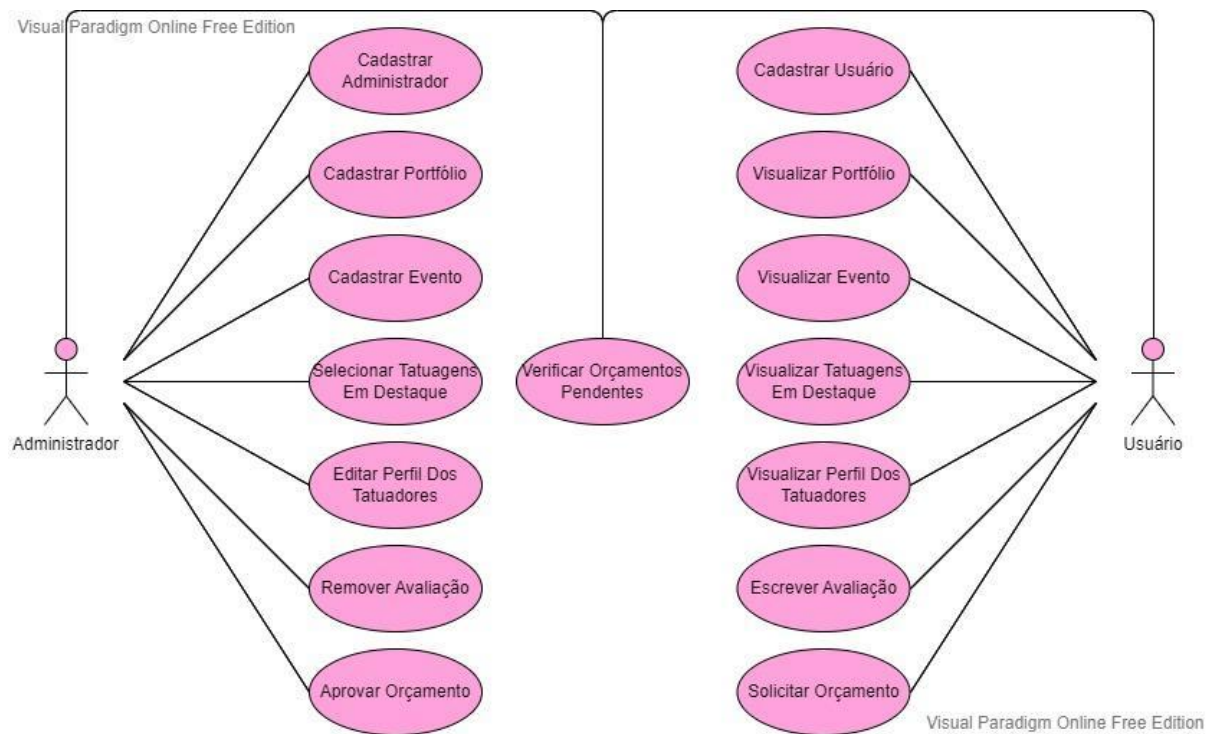 Visual Paradigm Online Free Edition
Cadastrar
Administrador
Cadastrar Usuário
Cadastrar Portfólio
Visualizar Portfólio
Cadastrar Evento
Visualizar Evento
Selecionar Tatuagens
Em Destaque
Verificar Orçamentos
Pendentes
Visualizar Tatuagens
Em Destaque
Administrador
Usuário
Editar Perfil Dos
Tatuadores
Visualizar Perfil Dos
Tatuadores
Remover Avaliação
Escrever Avaliação
Aprovar Orçamento
Solicitar Orçamento
Visual Paradigm Online Free Edition